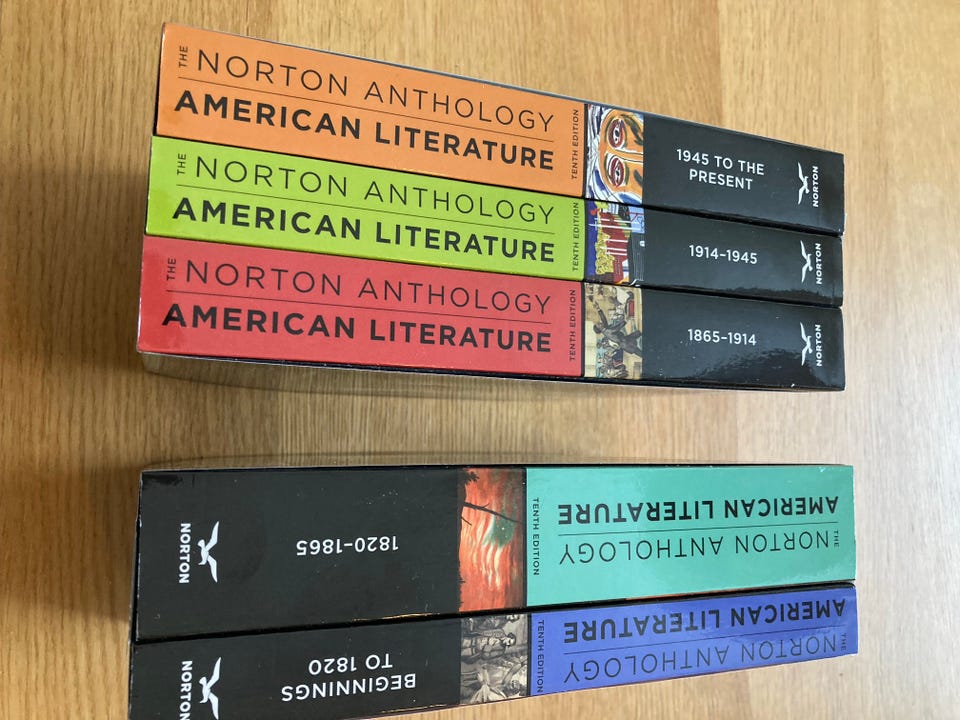 THE NORTON ANTHOLOGY
AMERICAN LITERATURE
TENTH EDITION
1945 TO THE
PRESENT
NORTON
THE NORTON ANTHOLOGY
AMERICAN LITERATURE
TENTH EDITION
1914–1945
NORTON
THE NORTON ANTHOLOGY
AMERICAN LITERATURE
TENTH EDITION
1865–1914
NORTON
THE NORTON ANTHOLOGY
AMERICAN LITERATURE
TENTH EDITION
1820–1865
NORTON
THE NORTON ANTHOLOGY
AMERICAN LITERATURE
TENTH EDITION
BEGINNINGS
TO 1820
NORTON